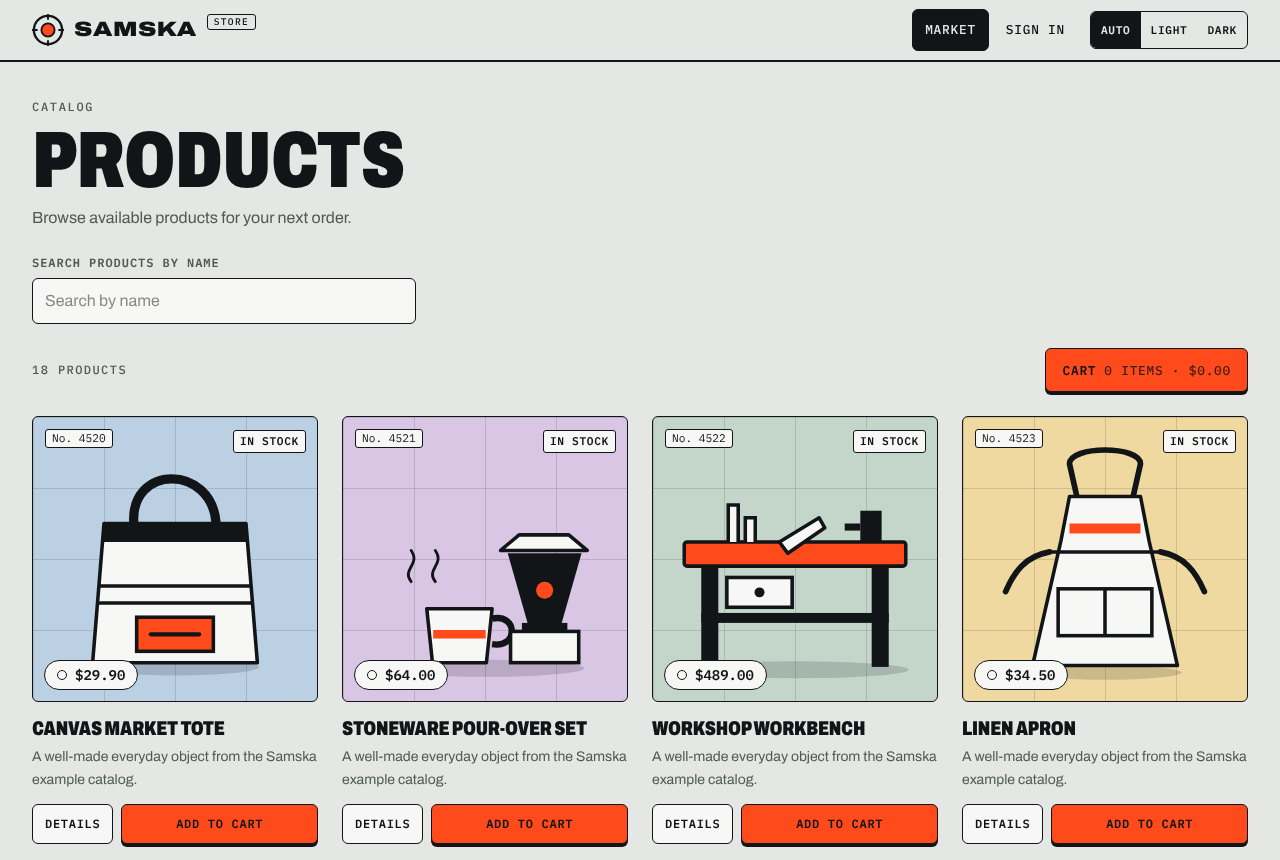 SAMSKA STORE
MARKET SIGN IN AUTO LIGHT DARK
CATALOG
PRODUCTS
Browse available products for your next order.
SEARCH PRODUCTS BY NAME
Search by name
18 PRODUCTS
CART 0 ITEMS · $0.00
No. 4520 IN STOCK
$29.90
CANVAS MARKET TOTE
A well-made everyday object from the Samska
example catalog.
DETAILS ADD TO CART
No. 4521 IN STOCK
$64.00
STONEWARE POUR-OVER SET
A well-made everyday object from the Samska
example catalog.
DETAILS ADD TO CART
No. 4522 IN STOCK
$489.00
WORKSHOP WORKBENCH
A well-made everyday object from the Samska
example catalog.
DETAILS ADD TO CART
No. 4523 IN STOCK
$34.50
LINEN APRON
A well-made everyday object from the Samska
example catalog.
DETAILS ADD TO CART